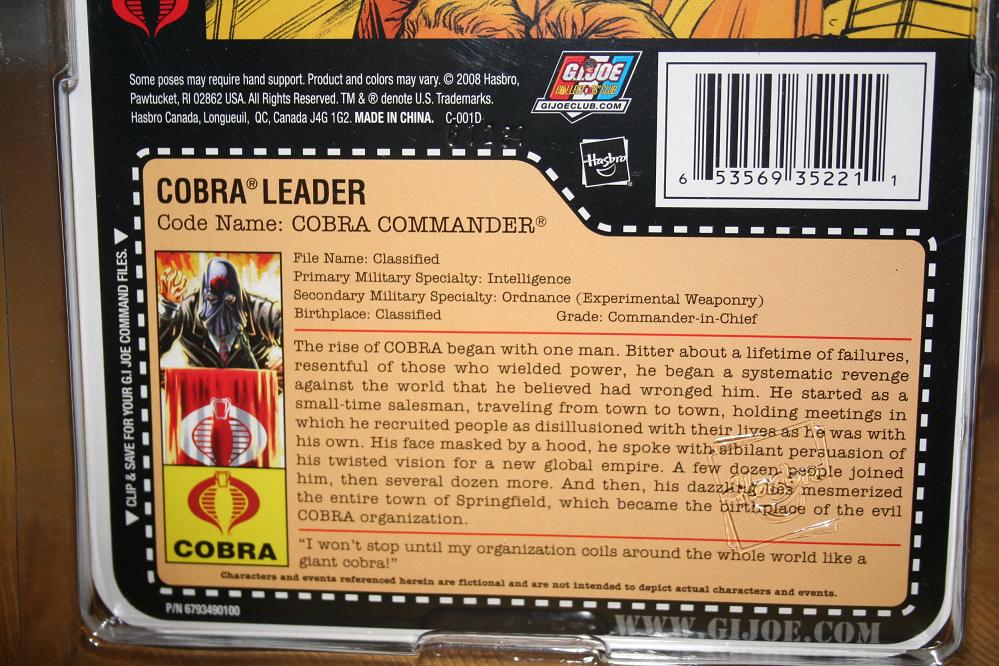 Some poses may require hand support. Product and colors may vary. © 2008 Hasbro,
Pawtucket, RI 02862 USA. All Rights Reserved. TM & ® denote U.S. Trademarks.
Hasbro Canada, Longueuil, QC, Canada J4G 1G2. MADE IN CHINA. C-001D
G.I. JOE
COLLECTORS' CLUB
GIJOECLUB.COM
Hasbro
6 53569 35221 1
COBRA® LEADER
Code Name: COBRA COMMANDER®
File Name: Classified
Primary Military Specialty: Intelligence
Secondary Military Specialty: Ordnance (Experimental Weaponry)
Birthplace: Classified Grade: Commander-in-Chief
The rise of COBRA began with one man. Bitter about a lifetime of failures,
resentful of those who wielded power, he began a systematic revenge
against the world that he believed had wronged him. He started as a
small-time salesman, traveling from town to town, holding meetings in
which he recruited people as disillusioned with their lives as he was with
his own. His face masked by a hood, he spoke with sibilant persuasion of
his twisted vision for a new global empire. A few dozen people joined
him, then several dozen more. And then, his dazzling lies mesmerized
the entire town of Springfield, which became the birthplace of the evil
COBRA organization.
"I won't stop until my organization coils around the whole world like a
giant cobra!"
Characters and events referenced herein are fictional and are not intended to depict actual characters and events.
COBRA
CLIP & SAVE FOR YOUR G.I JOE COMMAND FILES.
P/N 6793490100
WWW.GIJOE.COM
Hasbro